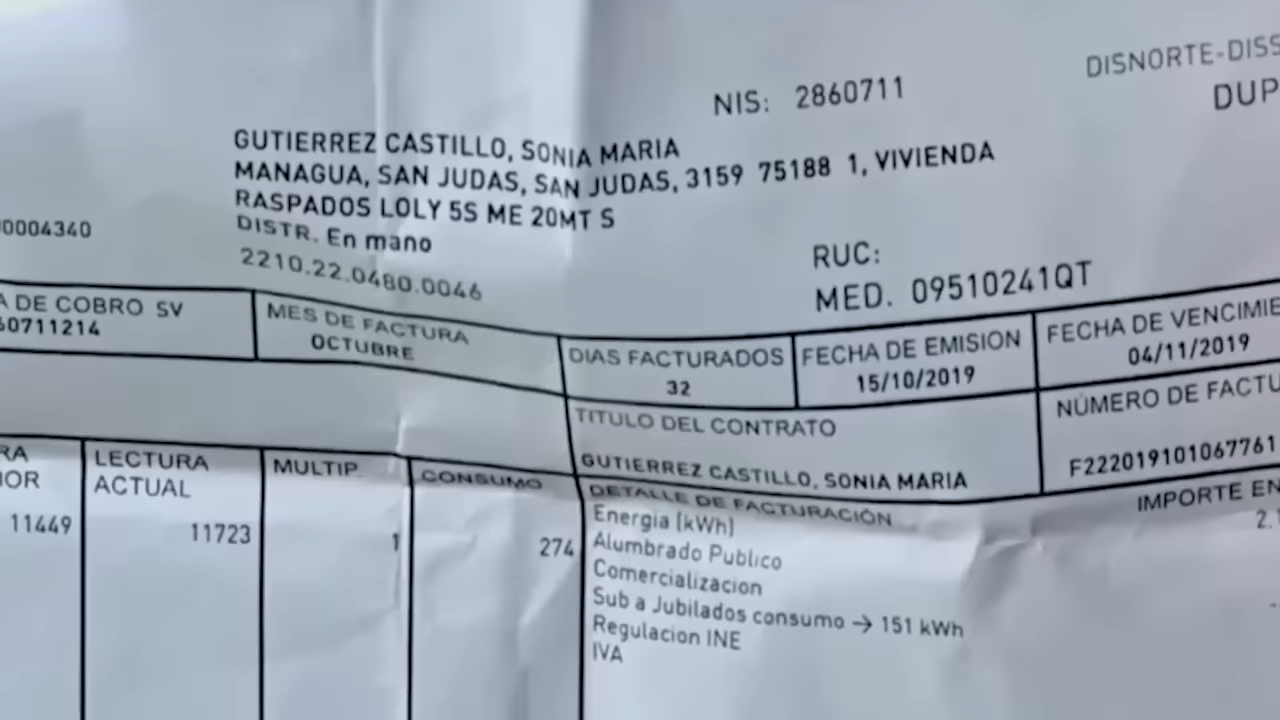 DISNORTE-DISS
NIS: 2860711
DUP
GUTIERREZ CASTILLO, SONIA MARIA
MANAGUA, SAN JUDAS, SAN JUDAS, 3159 75188 1, VIVIENDA
RASPADOS LOLY 5S ME 20MT S
DISTR. En mano
0004340
2210.22.0480.0046
RUC:
MED. 09510241QT
A DE COBRO SV
60711214
MES DE FACTURA
OCTUBRE
DIAS FACTURADOS
32
FECHA DE EMISION
15/10/2019
FECHA DE VENCIMIE
04/11/2019
TITULO DEL CONTRATO
GUTIERREZ CASTILLO, SONIA MARIA
NÚMERO DE FACTU
F222019101067761
RA
IOR
11449
LECTURA
ACTUAL
11723
MULTIP.
1
CONSUMO
274
DETALLE DE FACTURACIÓN
IMPORTE EN
2.1
Energia (kWh)
Alumbrado Publico
Comercializacion
Sub a Jubilados consumo → 151 kWh
Regulacion INE
IVA